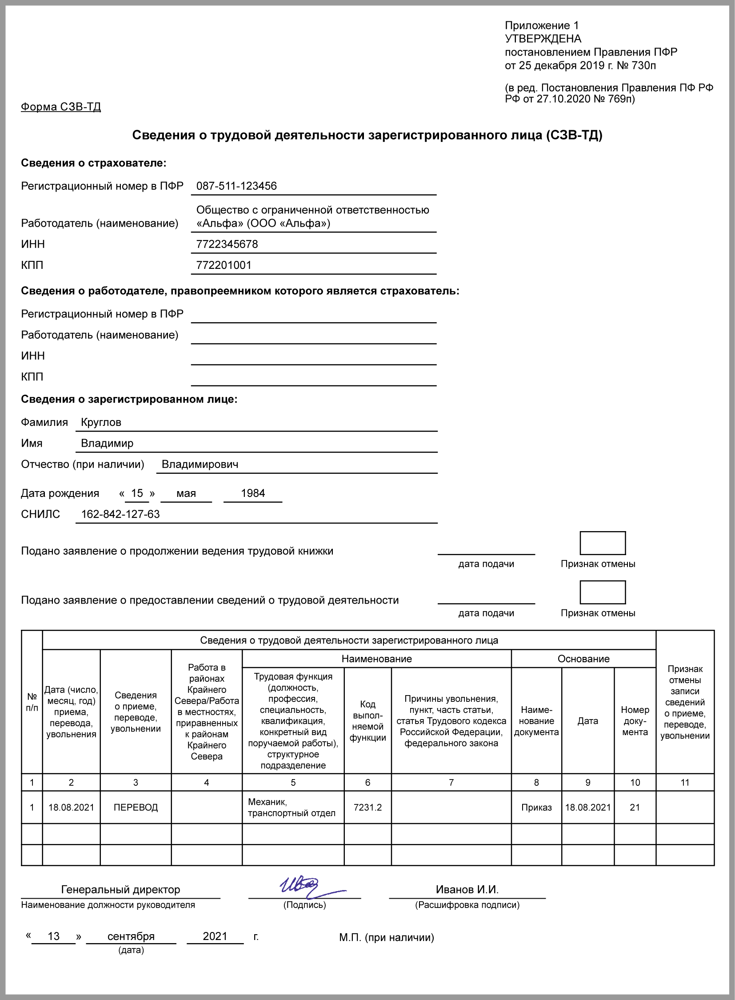 Приложение 1
УТВЕРЖДЕНА
постановлением Правления ПФР
от 25 декабря 2019 г. № 730п
(в ред. Постановления Правления ПФ РФ
РФ от 27.10.2020 № 769п)
Форма СЗВ-ТД
Сведения о трудовой деятельности зарегистрированного лица (СЗВ-ТД)
Сведения о страхователе:
Регистрационный номер в ПФР 087-511-123456
Общество с ограниченной ответственностью
Работодатель (наименование) «Альфа» (ООО «Альфа»)
ИНН 7722345678
КПП 772201001
Сведения о работодателе, правопреемником которого является страхователь:
Регистрационный номер в ПФР
Работодатель (наименование)
ИНН
КПП
Сведения о зарегистрированном лице:
Фамилия Круглов
Имя Владимир
Отчество (при наличии) Владимирович
Дата рождения « 15 » мая 1984
СНИЛС 162-842-127-63
Подано заявление о продолжении ведения трудовой книжки
дата подачи Признак отмены
Подано заявление о предоставлении сведений о трудовой деятельности
дата подачи Признак отмены
№
п/п
Сведения о трудовой деятельности зарегистрированного лица
Дата (число,
месяц, год)
приема,
перевода,
увольнения
Сведения
о приеме,
переводе,
увольнении
Работа в
районах
Крайнего
Севера/Работа
в местностях,
приравненных
к районам
Крайнего
Севера
Наименование
Трудовая функция
(должность,
профессия,
специальность,
квалификация,
конкретный вид
поручаемой работы),
структурное
подразделение
Код
выпол-
няемой
функции
Причины увольнения,
пункт, часть статьи,
статья Трудового кодекса
Российской Федерации,
федерального закона
Основание
Наиме-
нование
документа
Дата
Номер
доку-
мента
Признак
отмены
записи
сведений
о приеме,
переводе,
увольнении
1 2 3 4 5 6 7 8 9 10 11
1 18.08.2021 ПЕРЕВОД Механик, 7231.2 Приказ 18.08.2021 21
транспортный отдел
Генеральный директор Иванов И.И.
Наименование должности руководителя (Подпись) (Расшифровка подписи)
« 13 » сентября 2021 г. М.П. (при наличии)
(дата)